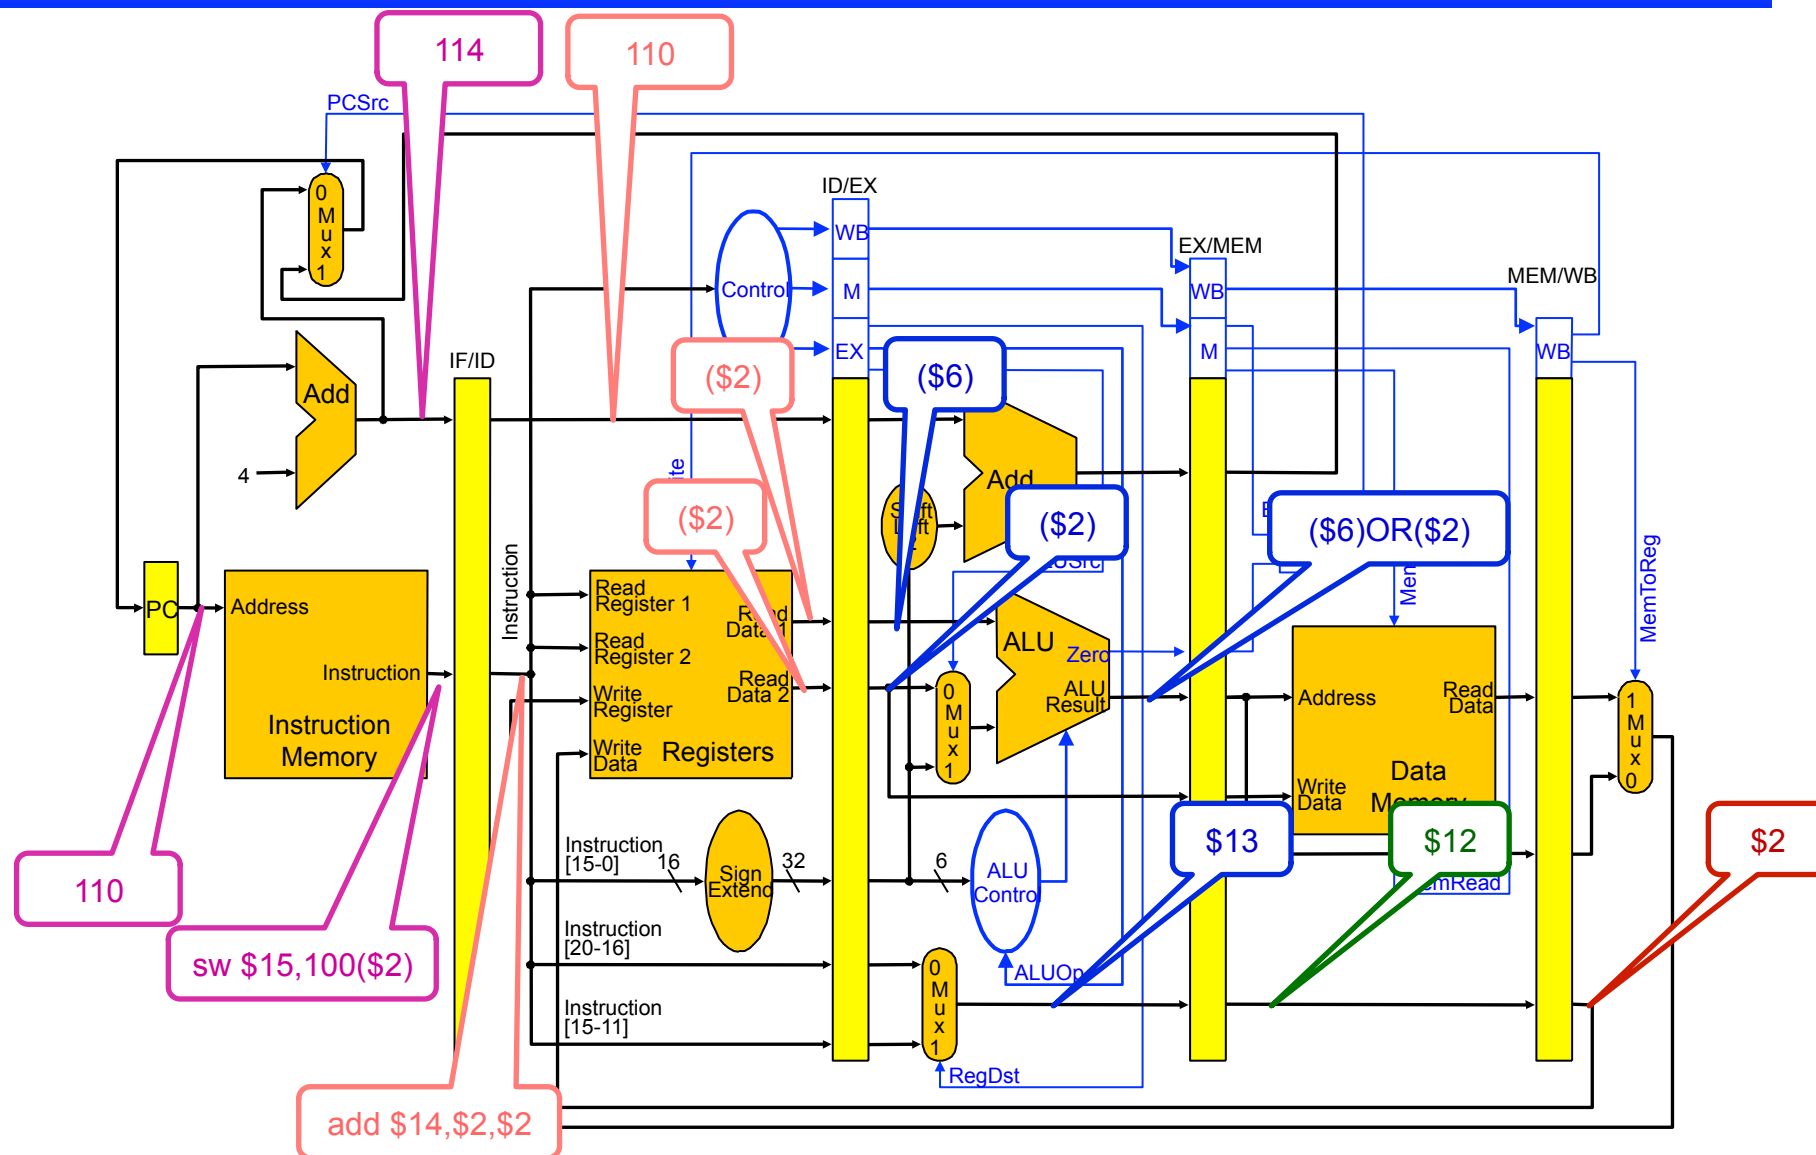 114
110
PCSrc
ID/EX
EX/MEM
MEM/WB
IF/ID
0
M
u
x
1
WB
Control
M
EX
WB
M
WB
($2)
($6)
Add
4
Add
($2)
($2)
($6)OR($2)
MemToReg
Instruction
PC
Address
Instruction
Instruction
Memory
Read
Register 1
Read
Register 2
Write
Register
Write
Data
Read
Data 1
Read
Data 2
Registers
0
M
u
x
1
ALU
Zero
ALU
Result
Address
Read
Data
Write
Data
Data
Memory
1
M
u
x
0
$13
$12
$2
110
sw $15,100($2)
Instruction
[15-0]
16
Sign
Extend
32
6
ALU
Control
MemRead
Instruction
[20-16]
Instruction
[15-11]
0
M
u
x
1
ALUOp
RegDst
add $14,$2,$2